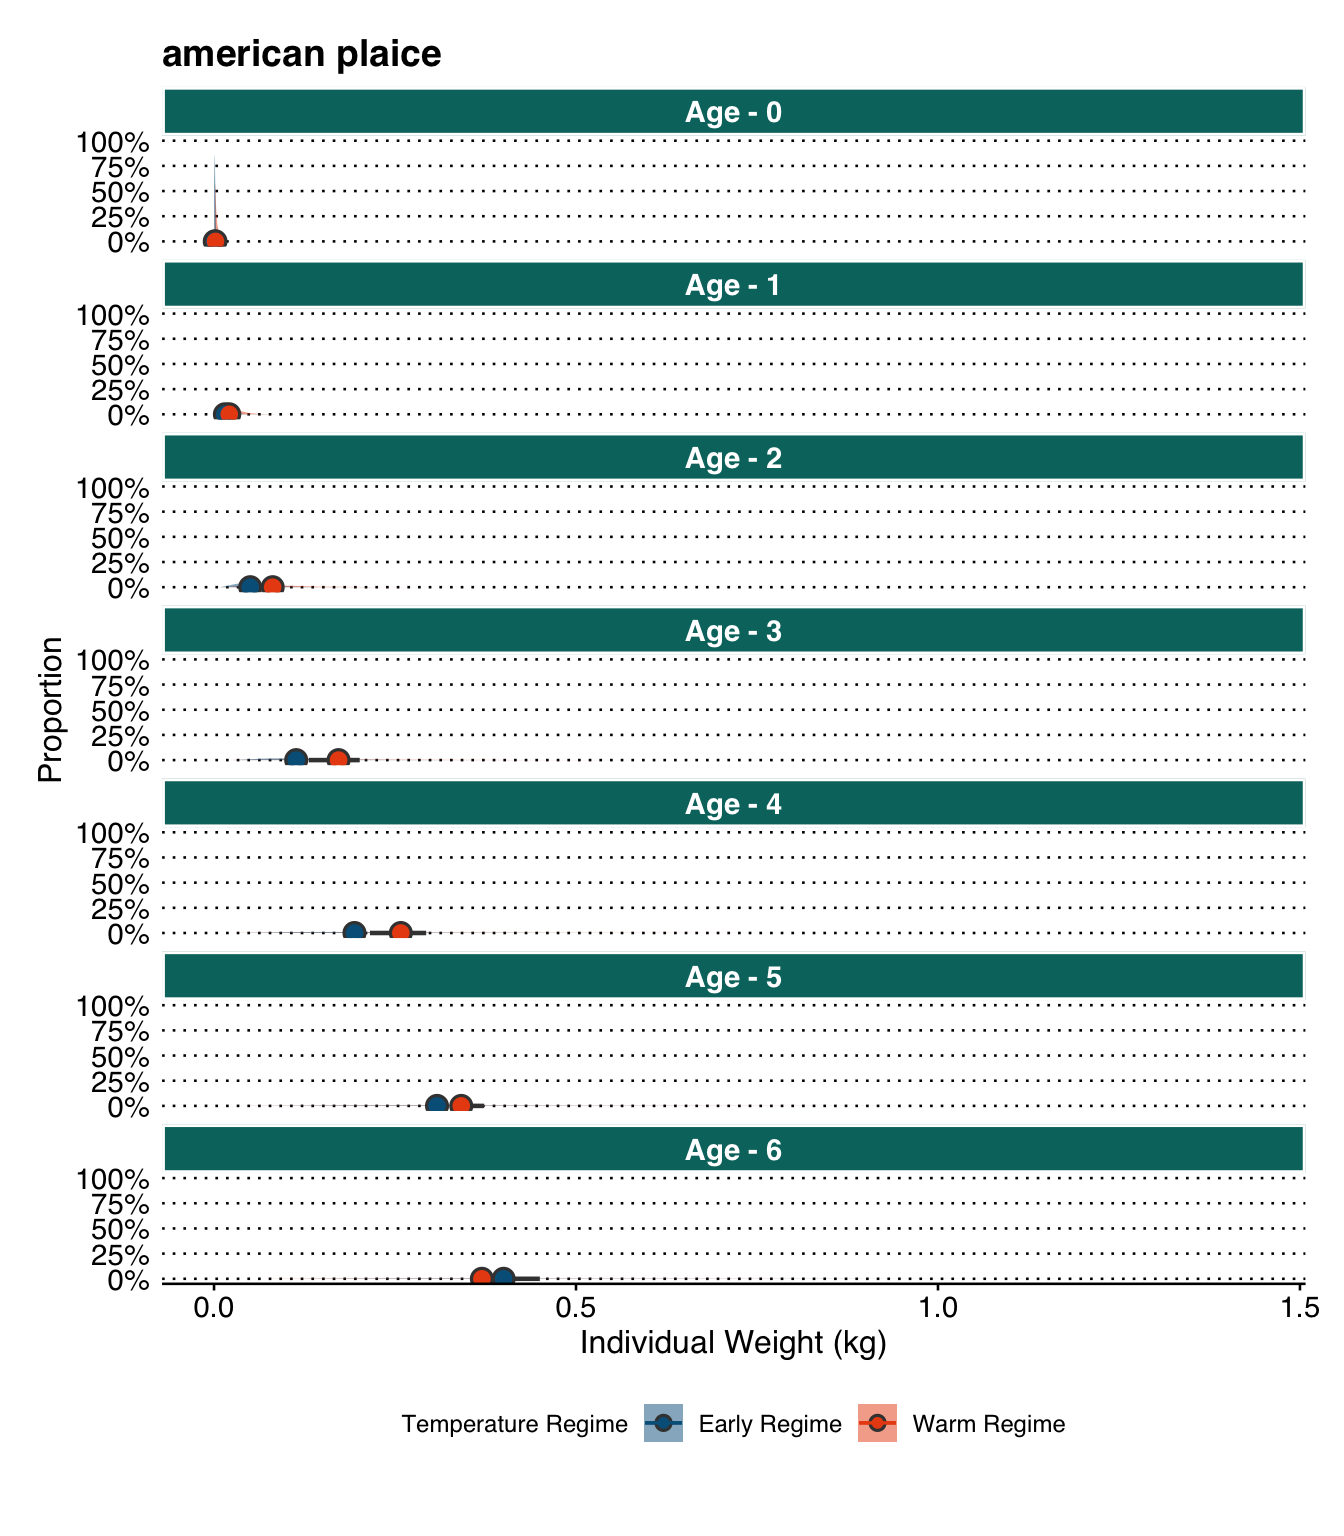 american plaice
Age - 0
100%
75%
50%
25%
0%
Age - 1
100%
75%
50%
25%
0%
Age - 2
100%
75%
50%
25%
0%
Age - 3
100%
75%
50%
25%
0%
Age - 4
100%
75%
50%
25%
0%
Age - 5
100%
75%
50%
25%
0%
Age - 6
100%
75%
50%
25%
0%
Proportion
0.0 0.5 1.0 1.5
Individual Weight (kg)
Temperature Regime Early Regime Warm Regime